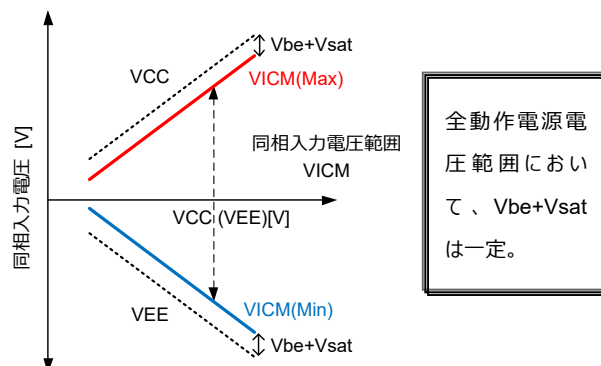 Vbe+Vsat
VCC
VICM(Max)
同相入力電圧 [V]
同相入力電圧範囲
VICM
VCC (VEE)[V]
VEE
VICM(Min)
Vbe+Vsat
全動作電源電
圧範囲におい
て、Vbe+Vsat
は一定。